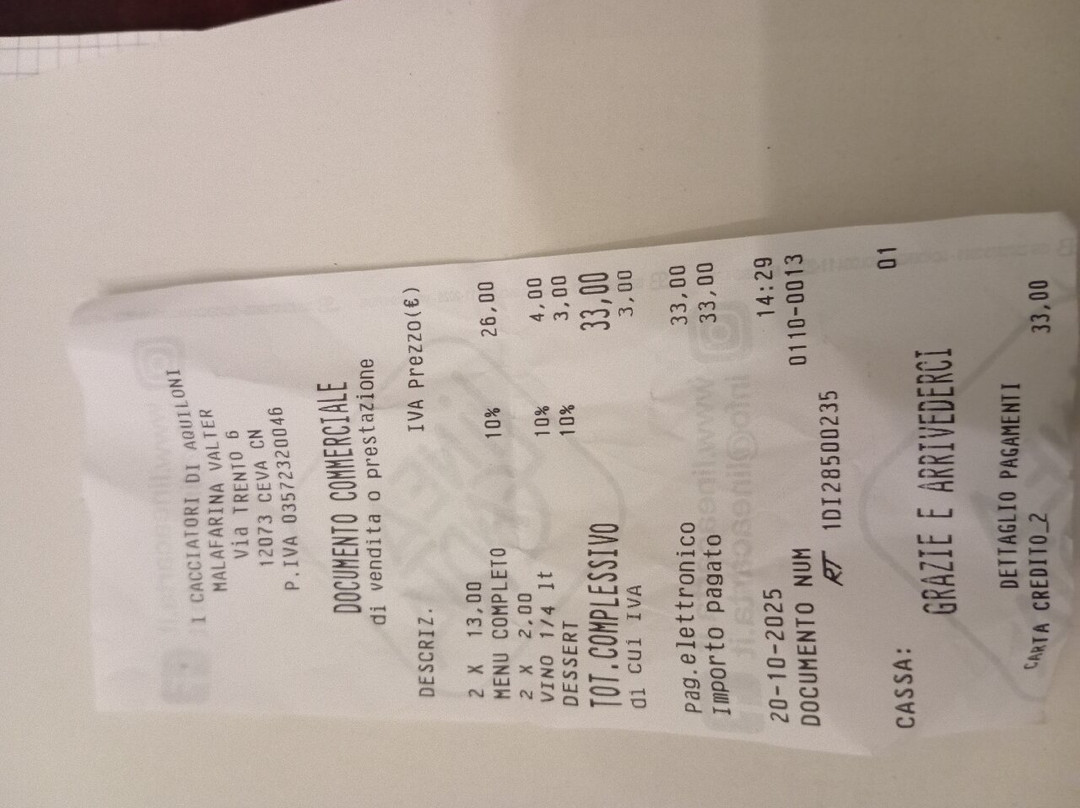 I CACCIATORI DI AQUILONI
MALAFARINA VALTER
Via TRENTO 6
12073 CEVA CN
P.IVA 03572320046
DOCUMENTO COMMERCIALE
di vendita o prestazione
DESCRIZ. IVA Prezzo(€)
2 X 13,00
MENU COMPLETO 10% 26,00
2 X 2,00
VINO 1/4 lt 10% 4,00
DESSERT 10% 3,00
TOT.COMPLESSIVO 33,00
di cui IVA 3,00
Pag.elettronico 33,00
Importo pagato 33,00
20-10-2025 14:29
DOCUMENTO NUM 0110-0013
RT 1DI28500235
CASSA: 01
GRAZIE E ARRIVEDERCI
DETTAGLIO PAGAMENTI
CARTA CREDITO_2 33,00